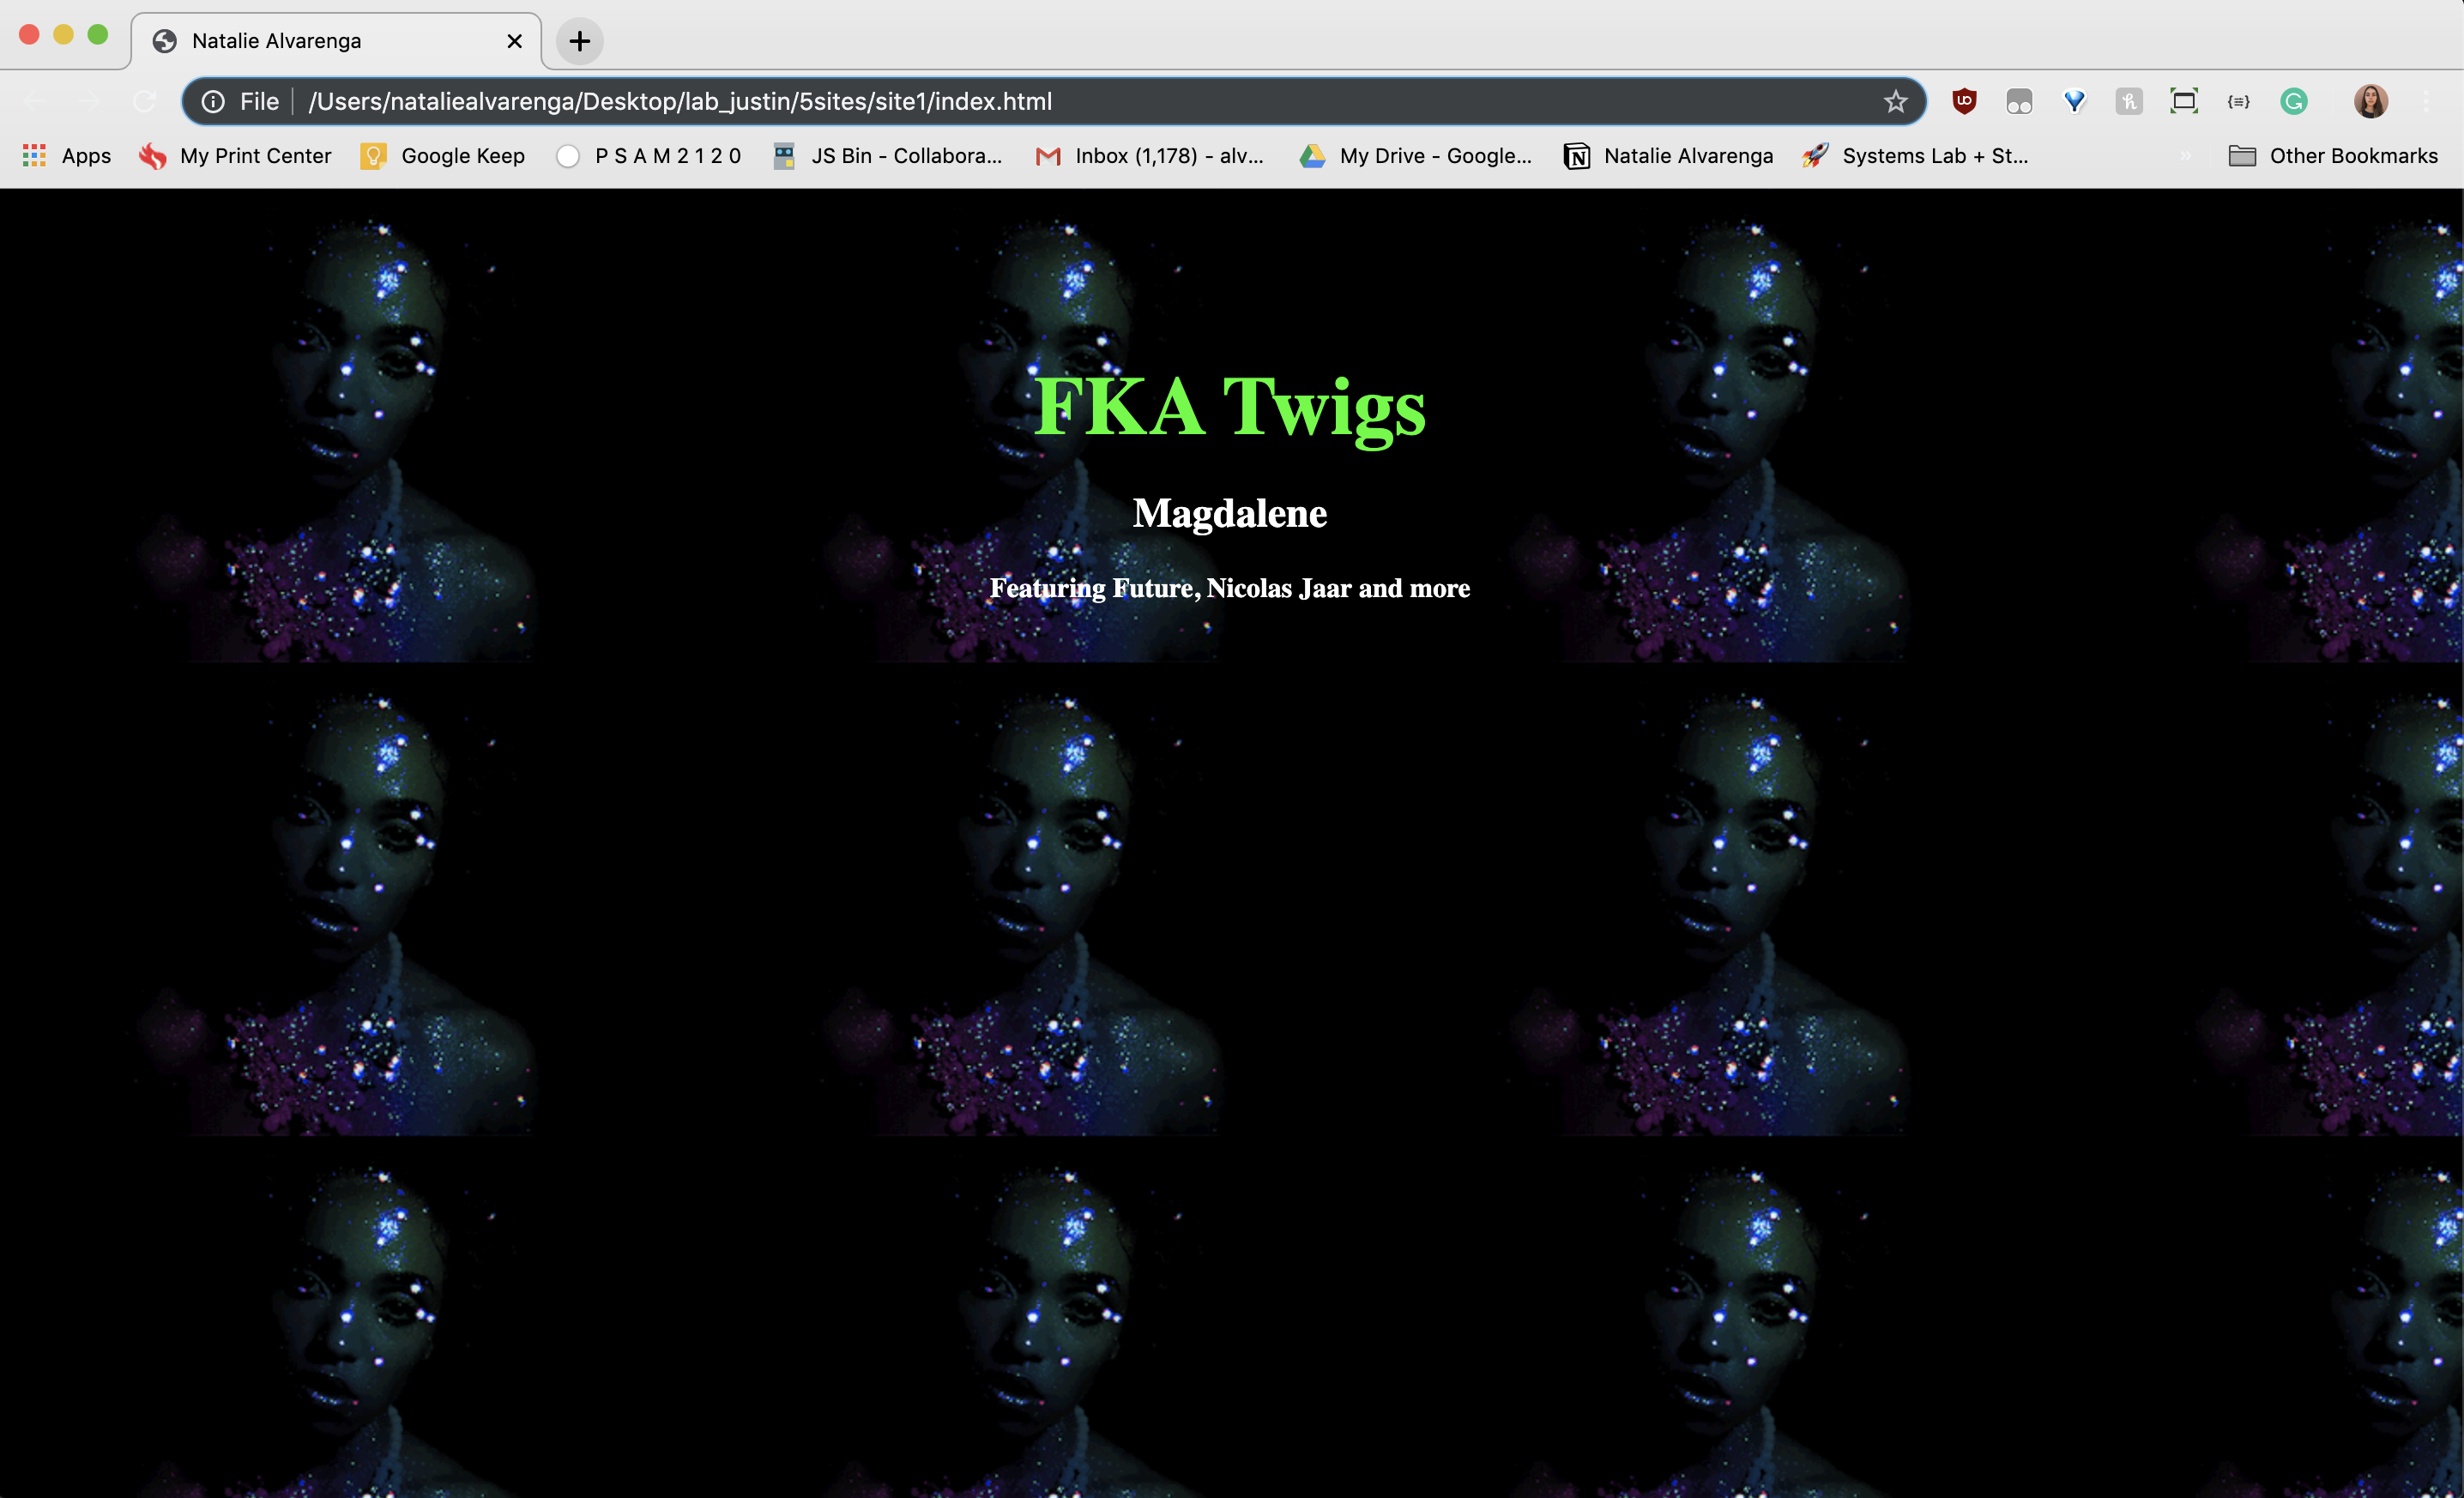 Natalie Alvarenga
File /Users/nataliealvarenga/Desktop/lab_justin/5sites/site1/index.html
Apps My Print Center Google Keep P S A M 2 1 2 0 JS Bin - Collabora... Inbox (1,178) - alv... My Drive - Google... Natalie Alvarenga Systems Lab + St... » Other Bookmarks
FKA Twigs
Magdalene
Featuring Future, Nicolas Jaar and more